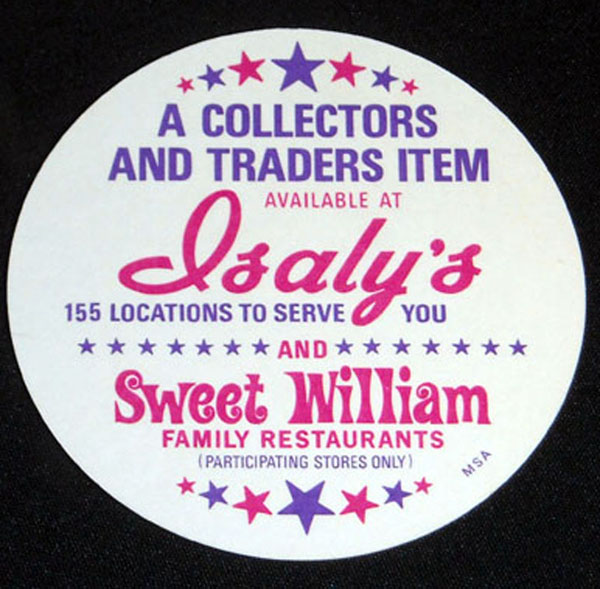 A COLLECTORS
AND TRADERS ITEM
AVAILABLE AT
Isaly's
155 LOCATIONS TO SERVE YOU
AND
Sweet William
FAMILY RESTAURANTS
(PARTICIPATING STORES ONLY)
MSA